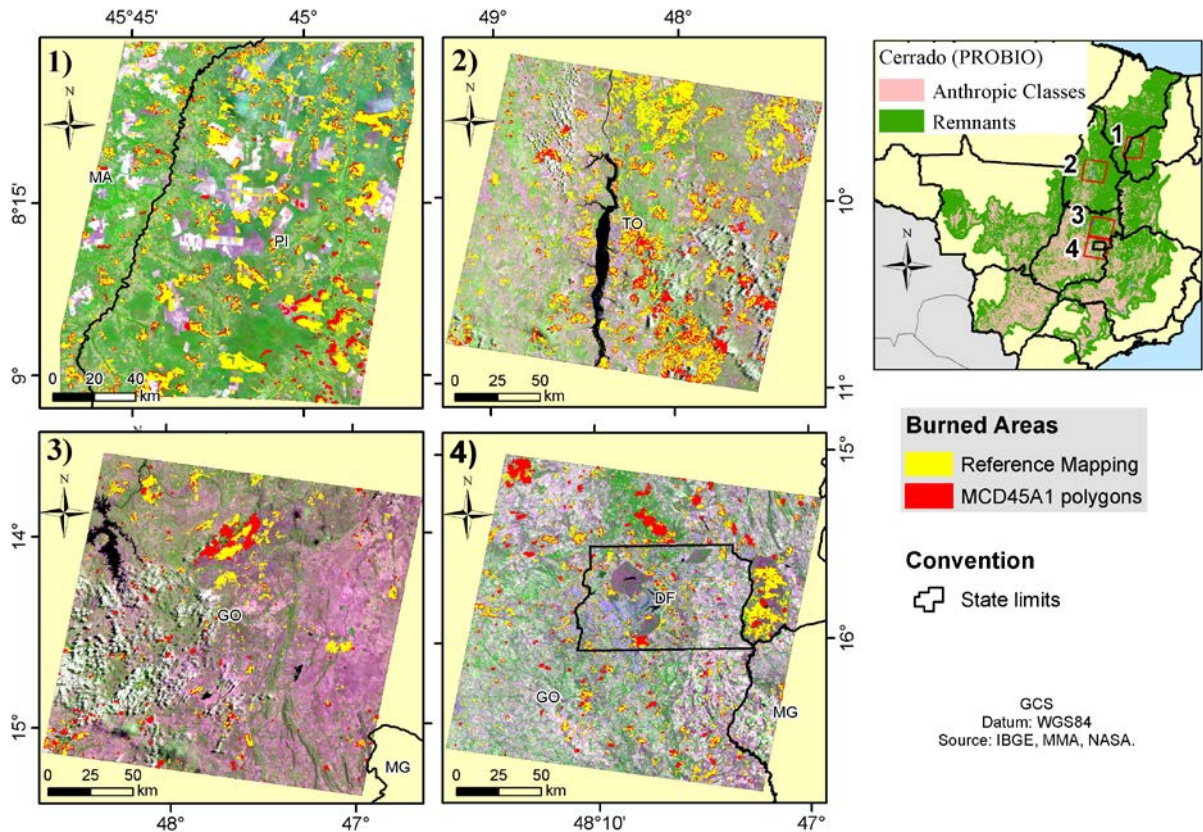 45°45'
45°
1)
N
MA
PI
8°15'
9°
0
20
40
km
49°
48°
2)
N
TO
10°
11°
0
25
50
km
Cerrado (PROBIO)
Anthropic Classes
Remnants
1
2
3
4
N
N
3)
N
14°
GO
15°
MG
0
25
50
km
48°
47°
4)
N
15°
DF
16°
GO
MG
0
25
50
km
48°10'
47°
Burned Areas
Reference Mapping
MCD45A1 polygons
Convention
State limits
GCS
Datum: WGS84
Source: IBGE, MMA, NASA.